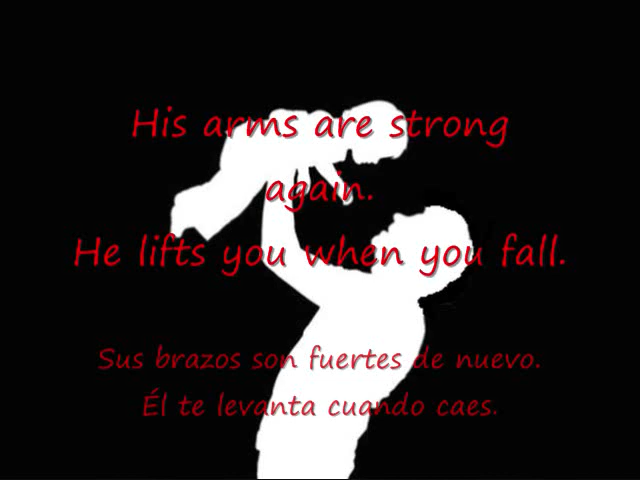 His arms are strong
again.
He lifts you when you fall.
Sus brazos son fuertes de nuevo.
Él te levanta cuando caes.